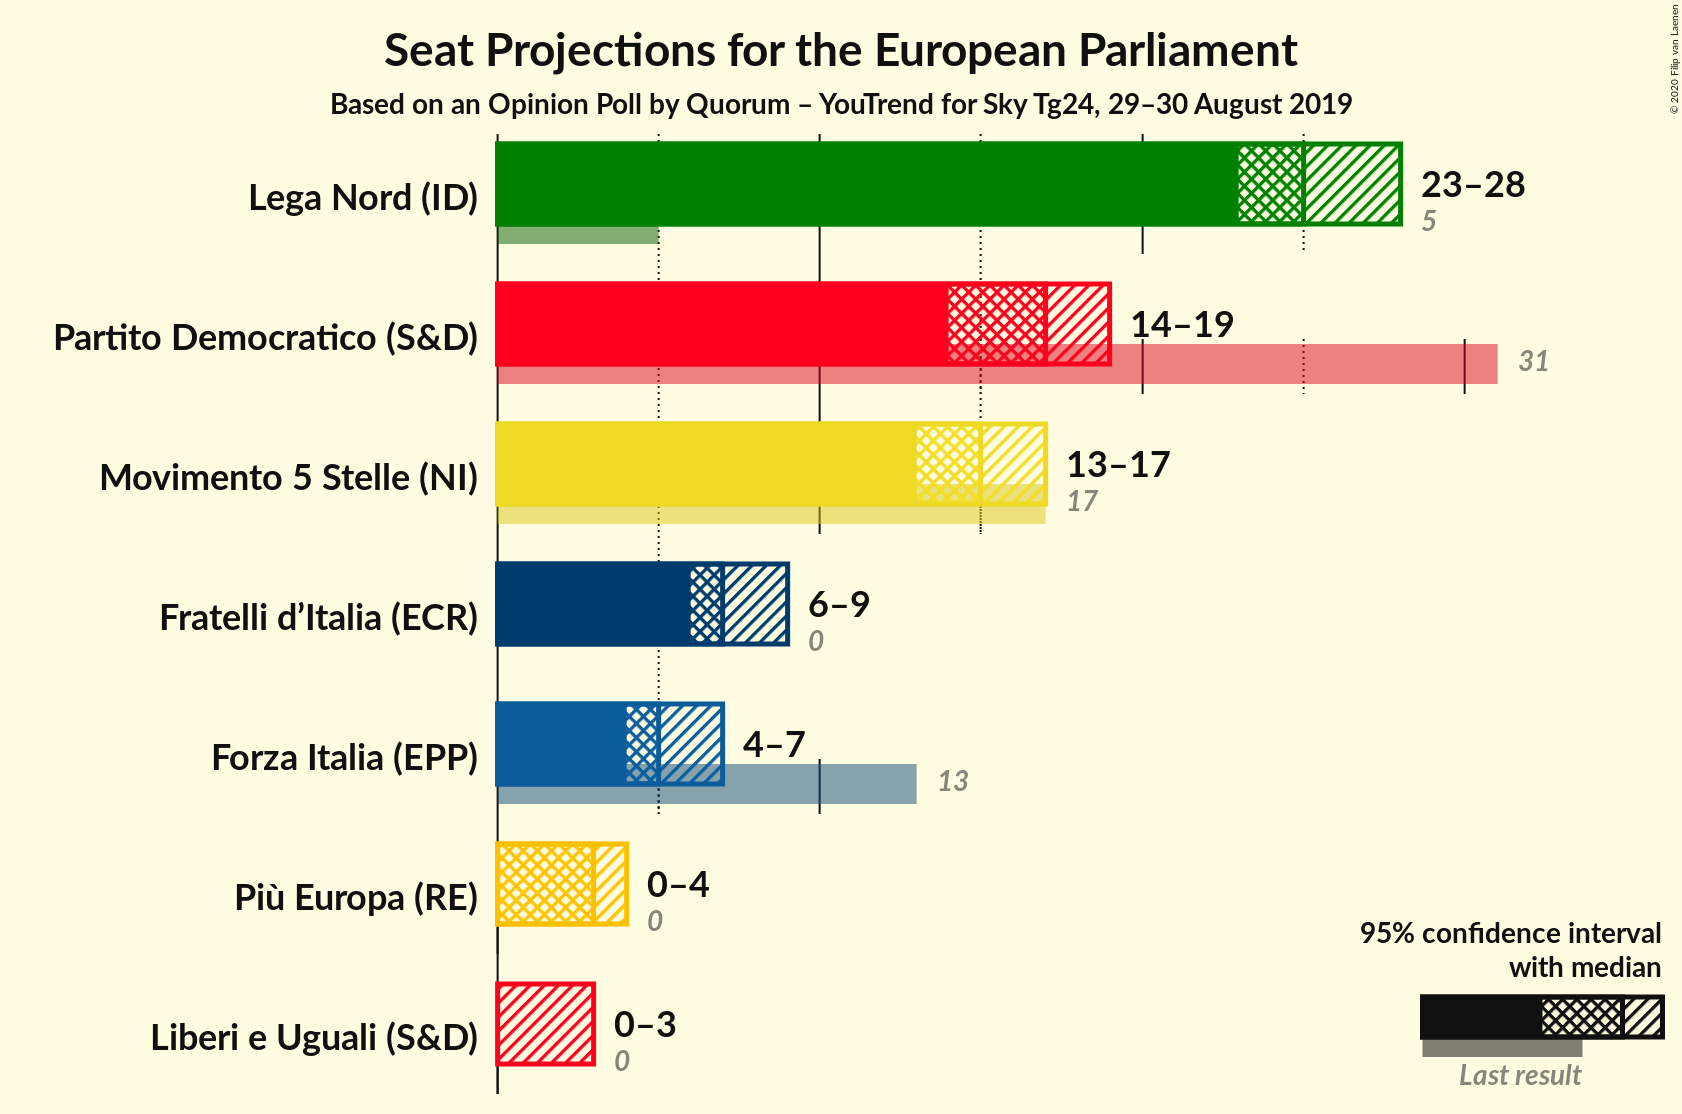 Seat Projections for the European Parliament
Based on an Opinion Poll by Quorum – YouTrend for Sky Tg24, 29–30 August 2019
© 2020 Filip van Laenen
Lega Nord (ID)
23–28
5
Partito Democratico (S&D)
14–19
31
Movimento 5 Stelle (NI)
13–17
17
Fratelli d’Italia (ECR)
6–9
0
Forza Italia (EPP)
4–7
13
Più Europa (RE)
0–4
0
Liberi e Uguali (S&D)
0–3
0
95% confidence interval
with median
Last result